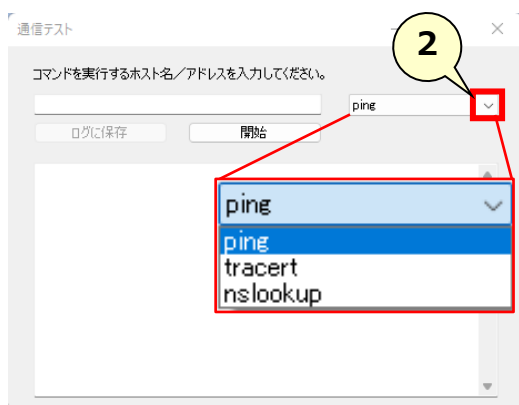 通信テスト
2
コマンドを実行するホスト名／アドレスを入力してください。
ping
ログに保存
開始
ping
ping
tracert
nslookup